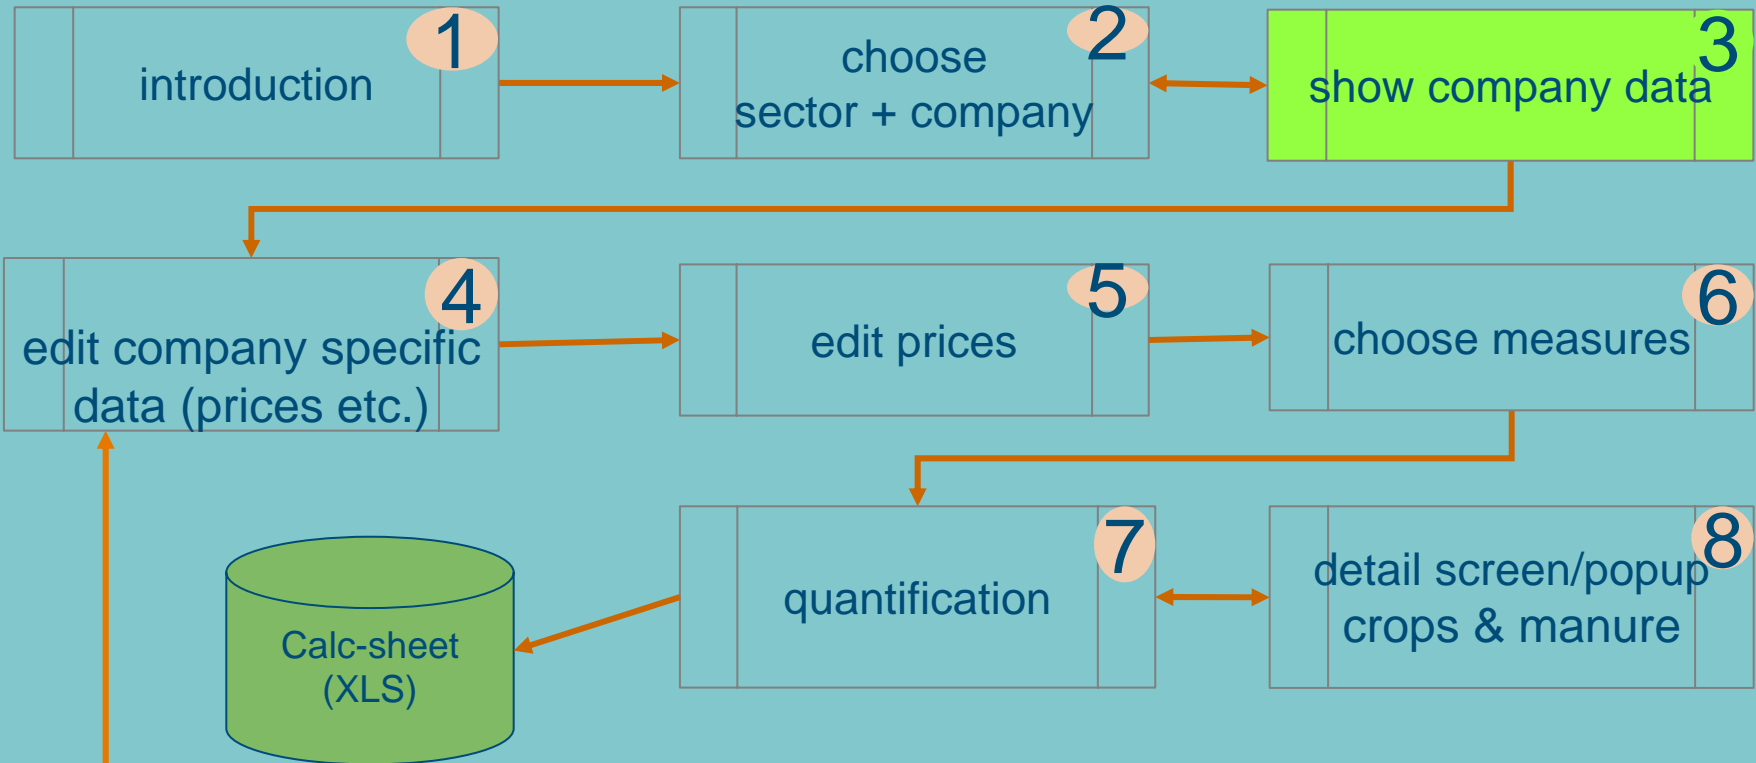 1
introduction
2
choose
sector + company
3
show company data
4
edit company specific
data (prices etc.)
5
edit prices
6
choose measures
7
quantification
8
detail screen/popup
crops & manure
Calc-sheet
(XLS)